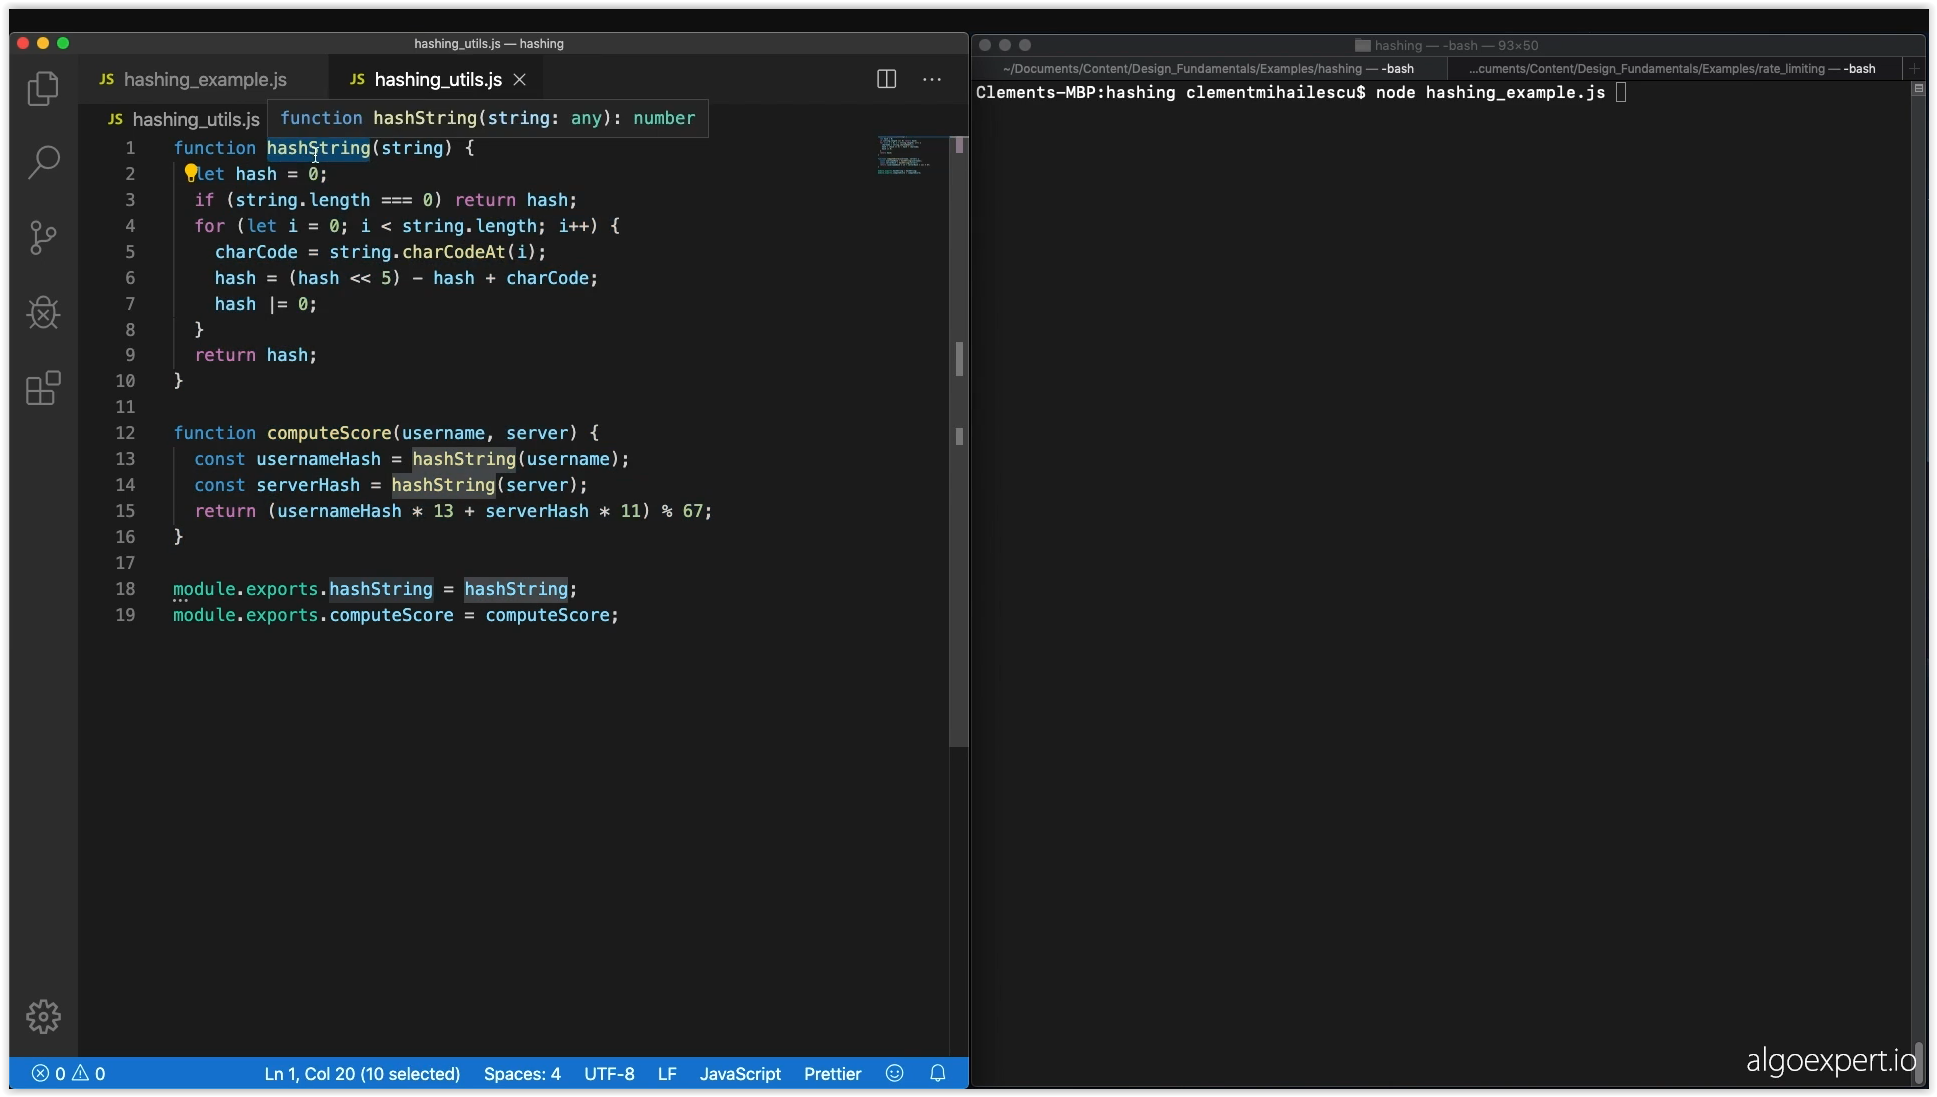 hashing_utils.js — hashing
JS hashing_example.js
JS hashing_utils.js
JS hashing_utils.js
function hashString(string: any): number
1 function hashString(string) {
2 let hash = 0;
3 if (string.length === 0) return hash;
4 for (let i = 0; i < string.length; i++) {
5 charCode = string.charCodeAt(i);
6 hash = (hash << 5) - hash + charCode;
7 hash |= 0;
8 }
9 return hash;
10 }
11
12 function computeScore(username, server) {
13 const usernameHash = hashString(username);
14 const serverHash = hashString(server);
15 return (usernameHash * 13 + serverHash * 11) % 67;
16 }
17
18 module.exports.hashString = hashString;
19 module.exports.computeScore = computeScore;
0 0 Ln 1, Col 20 (10 selected) Spaces: 4 UTF-8 LF JavaScript Prettier
hashing — -bash — 93×50
~/Documents/Content/Design_Fundamentals/Examples/hashing — -bash
...cuments/Content/Design_Fundamentals/Examples/rate_limiting — -bash
Clements-MBP:hashing clementmihailescu$ node hashing_example.js
algoexpert.io